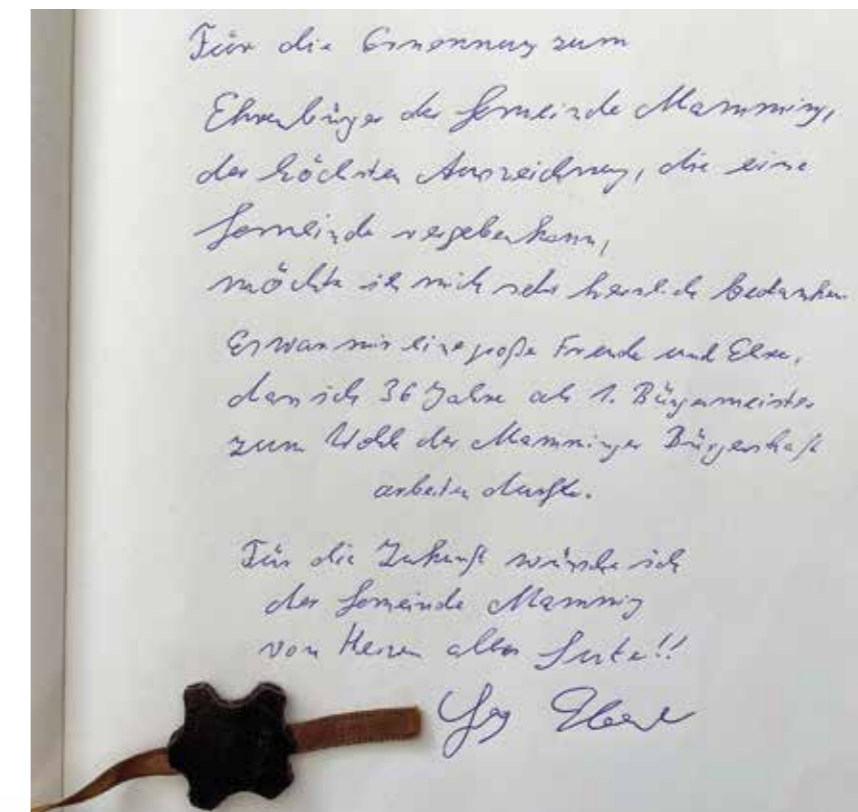 Für die Ernennung zum
Ehrenbürger der Gemeinde Mamming,
der höchsten Auszeichnung, die eine
Gemeinde vergeben kann,
möchte ich mich sehr herzlich bedanken.
Es war mir eine große Freude und Ehre,
dass ich 36 Jahre als 1. Bürgermeister
zum Wohle der Mamminger Bürgerschaft
arbeiten durfte.
Für die Zukunft wünsche ich
der Gemeinde Mamming
von Herzen alles Gute!!
Eberl